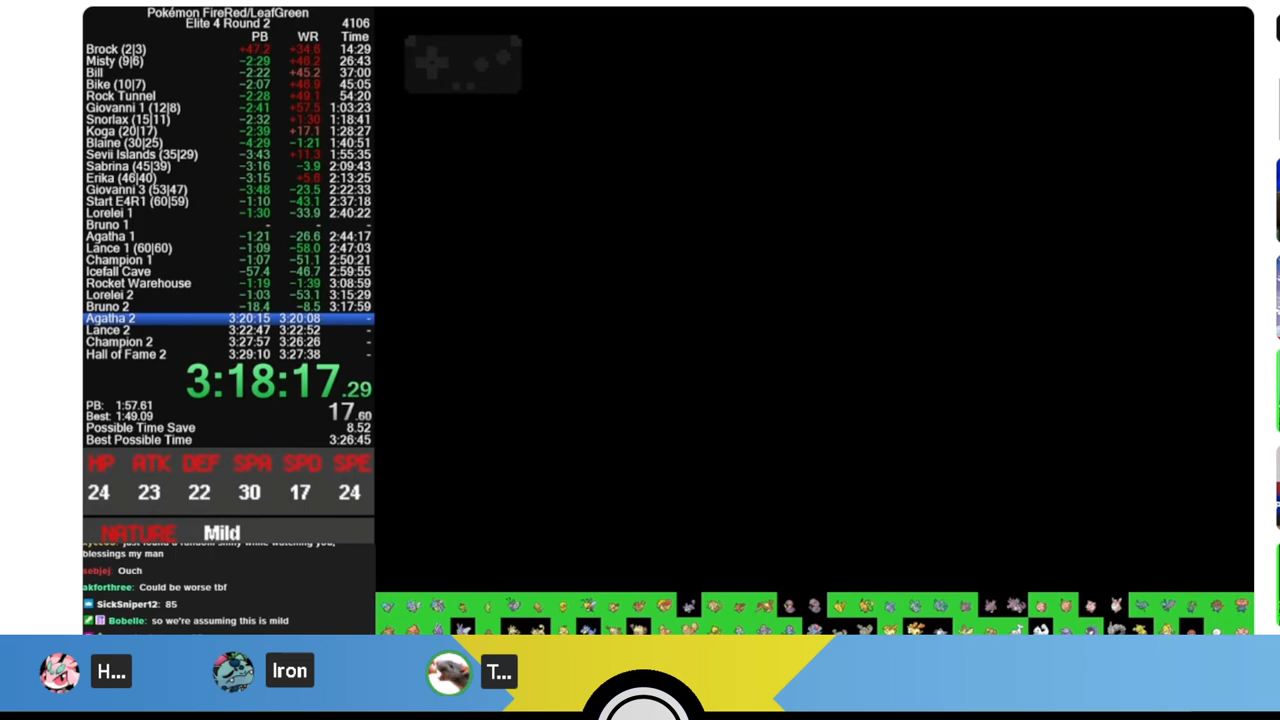 Pokémon FireRed/LeafGreen
Elite 4 Round 2 4106
PB WR Time
Brock (2|3) +47.2 +34.6 14:29
Misty (9|6) −2:29 +46.2 26:43
Bill −2:22 +45.2 37:00
Bike (10|7) −2:07 +46.9 45:05
Rock Tunnel −2:28 +49.1 54:20
Giovanni 1 (12|8) −2:41 +57.5 1:03:23
Snorlax (15|11) −2:32 +1:30 1:18:41
Koga (20|17) −2:39 +17.1 1:28:27
Blaine (30|25) −4:29 −1:21 1:40:51
Sevii Islands (35|29) −3:43 +11.3 1:55:35
Sabrina (45|39) −3:16 −3.9 2:09:43
Erika (46|40) −3:15 +5.6 2:13:25
Giovanni 3 (53|47) −3:48 −23.5 2:22:33
Start E4R1 (60|59) −1:10 −43.1 2:37:18
Lorelei 1 −1:30 −33.9 2:40:22
Bruno 1 - - -
Agatha 1 −1:21 −26.6 2:44:17
Lance 1 (60|60) −1:09 −58.0 2:47:03
Champion 1 −1:07 −51.1 2:50:21
Icefall Cave −57.4 −46.7 2:59:55
Rocket Warehouse −1:19 −1:39 3:08:59
Lorelei 2 −1:03 −53.1 3:15:29
Bruno 2 −18.4 −8.5 3:17:59
Agatha 2 3:20:15 3:20:08 -
Lance 2 3:22:47 3:22:52 -
Champion 2 3:27:57 3:26:26 -
Hall of Fame 2 3:29:10 3:27:38 -
3:18:17.29
PB: 1:57.61 17.60
Best: 1:49.09
Possible Time Save 8.52
Best Possible Time 3:26:45
HP ATK DEF SPA SPD SPE
24 23 22 30 17 24
NATURE Mild
just found a random shiny while watching you,
blessings my man
sebjej: Ouch
akforthree: Could be worse tbf
SickSniper12: 85
Bobelle: so we're assuming this is mild
H... Iron T...